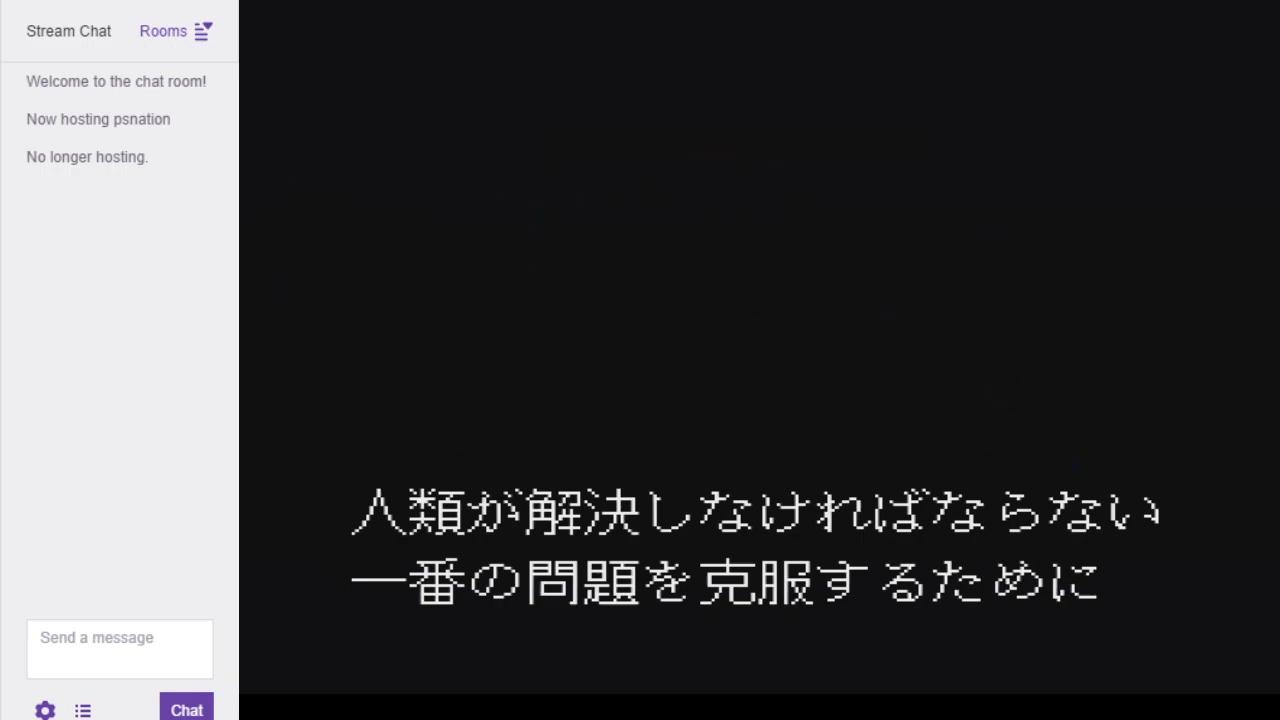 Stream Chat
Rooms
Welcome to the chat room!
Now hosting psnation
No longer hosting.
人類が解決しなければならない
一番の問題を克服するために
Send a message
Chat